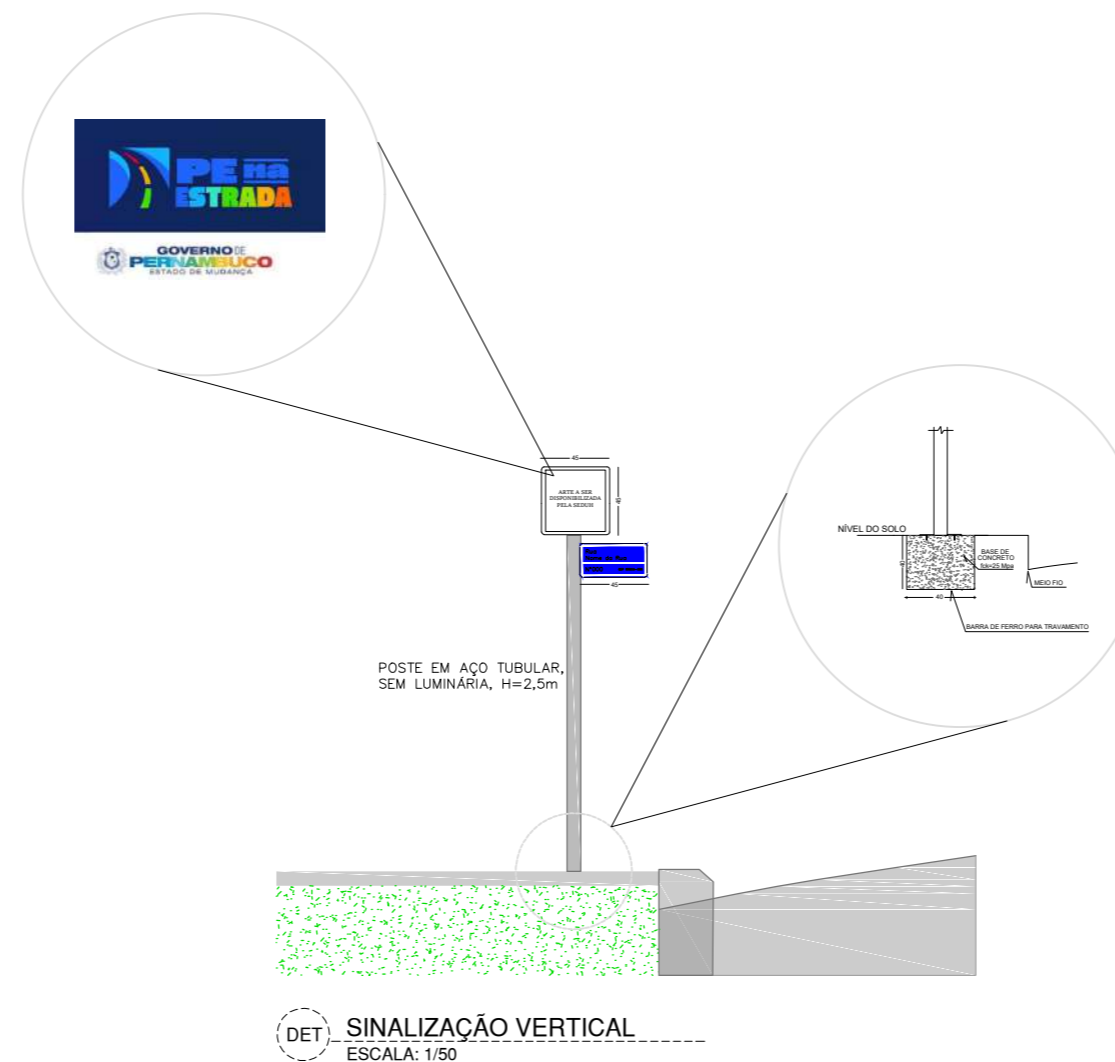 PE na
ESTRADA
GOVERNO DE
PERNAMBUCO
ESTADO DE MUDANÇA
45
ARTE A SER
DISPONIBILIZADA
PELA SEDUH
45
POSTE EM AÇO TUBULAR,
SEM LUMINÁRIA, H=2,5m
NÍVEL DO SOLO
BASE DE
CONCRETO
fck=25 Mpa
40
40
MEIO FIO
BARRA DE FERRO PARA TRAVAMENTO
DET
SINALIZAÇÃO VERTICAL
ESCALA: 1/50